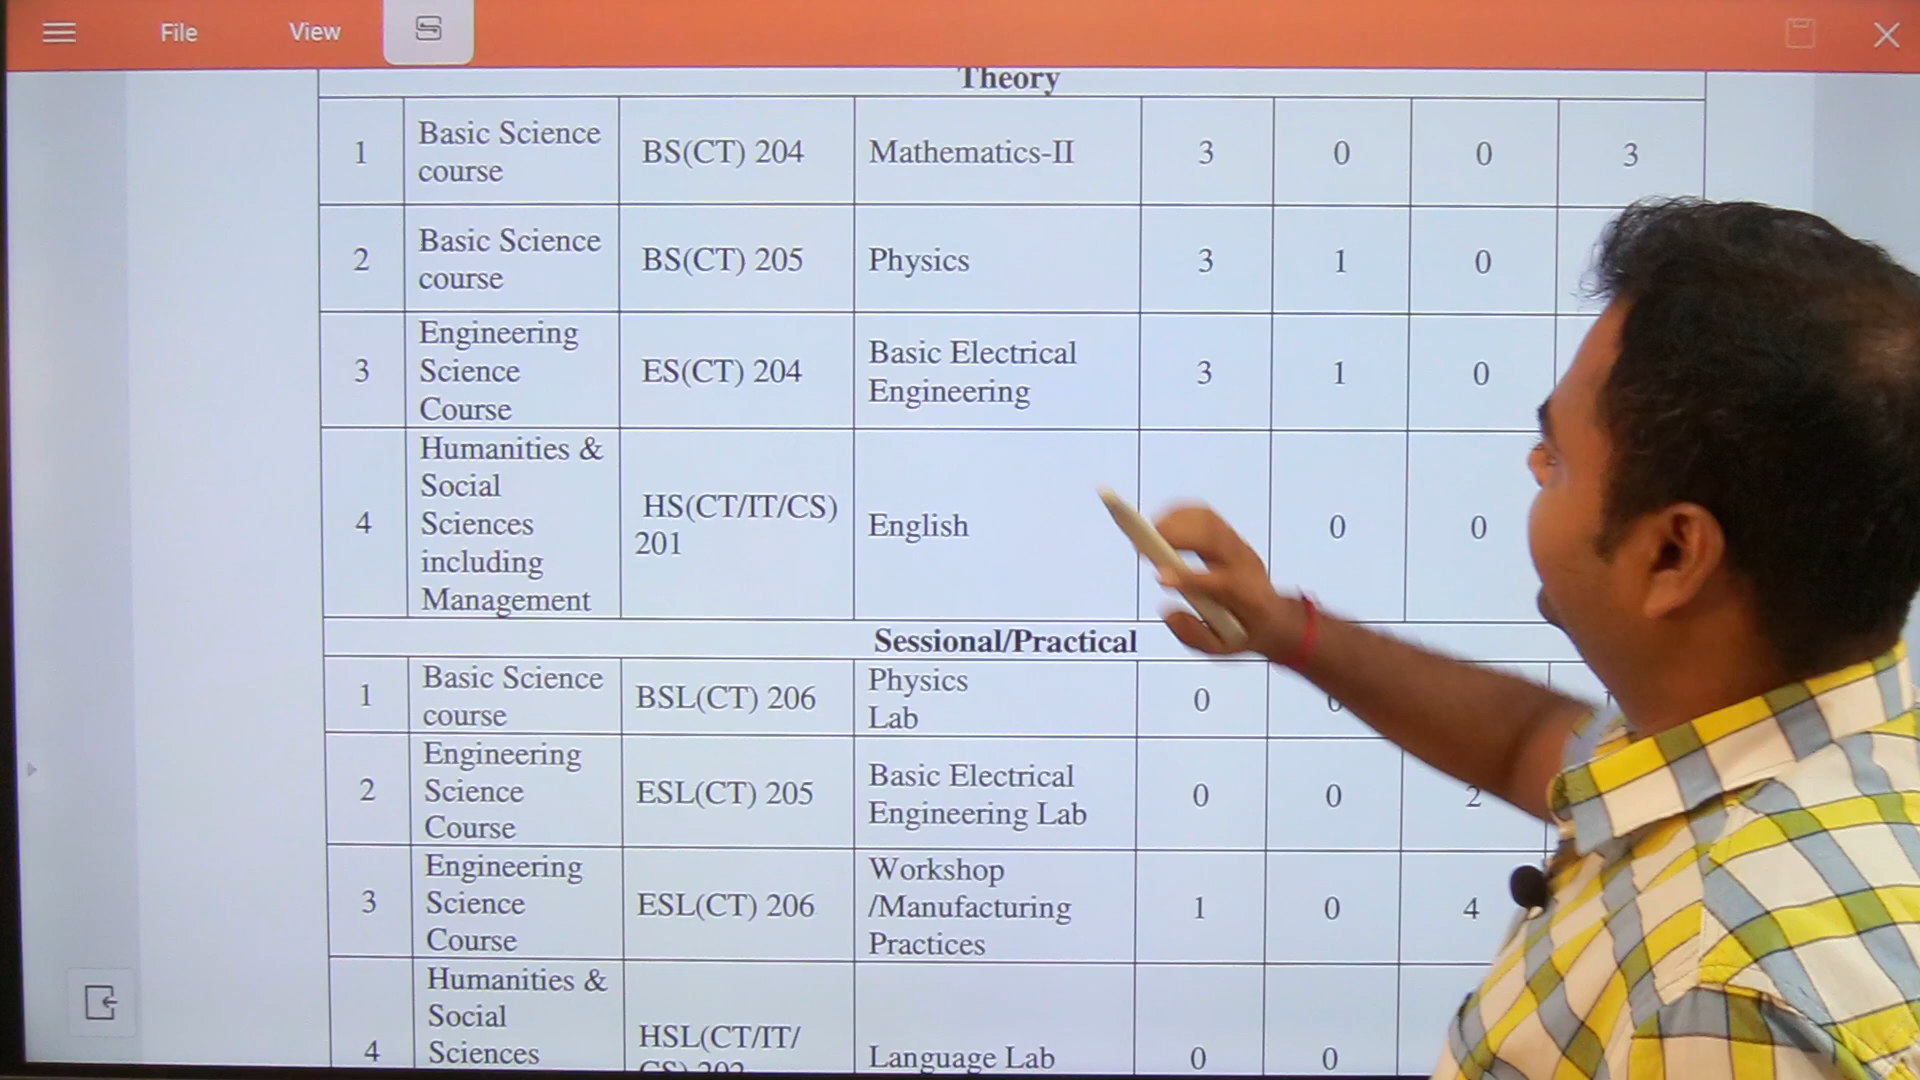 File View
Theory
1 Basic Science course BS(CT) 204 Mathematics-II 3 0 0 3
2 Basic Science course BS(CT) 205 Physics 3 1 0
3 Engineering Science Course ES(CT) 204 Basic Electrical Engineering 3 1 0
4 Humanities & Social Sciences including Management HS(CT/IT/CS) 201 English 0 0
Sessional/Practical
1 Basic Science course BSL(CT) 206 Physics Lab 0
2 Engineering Science Course ESL(CT) 205 Basic Electrical Engineering Lab 0 0 2
3 Engineering Science Course ESL(CT) 206 Workshop /Manufacturing Practices 1 0 4
4 Humanities & Social Sciences HSL(CT/IT/ Language Lab 0 0